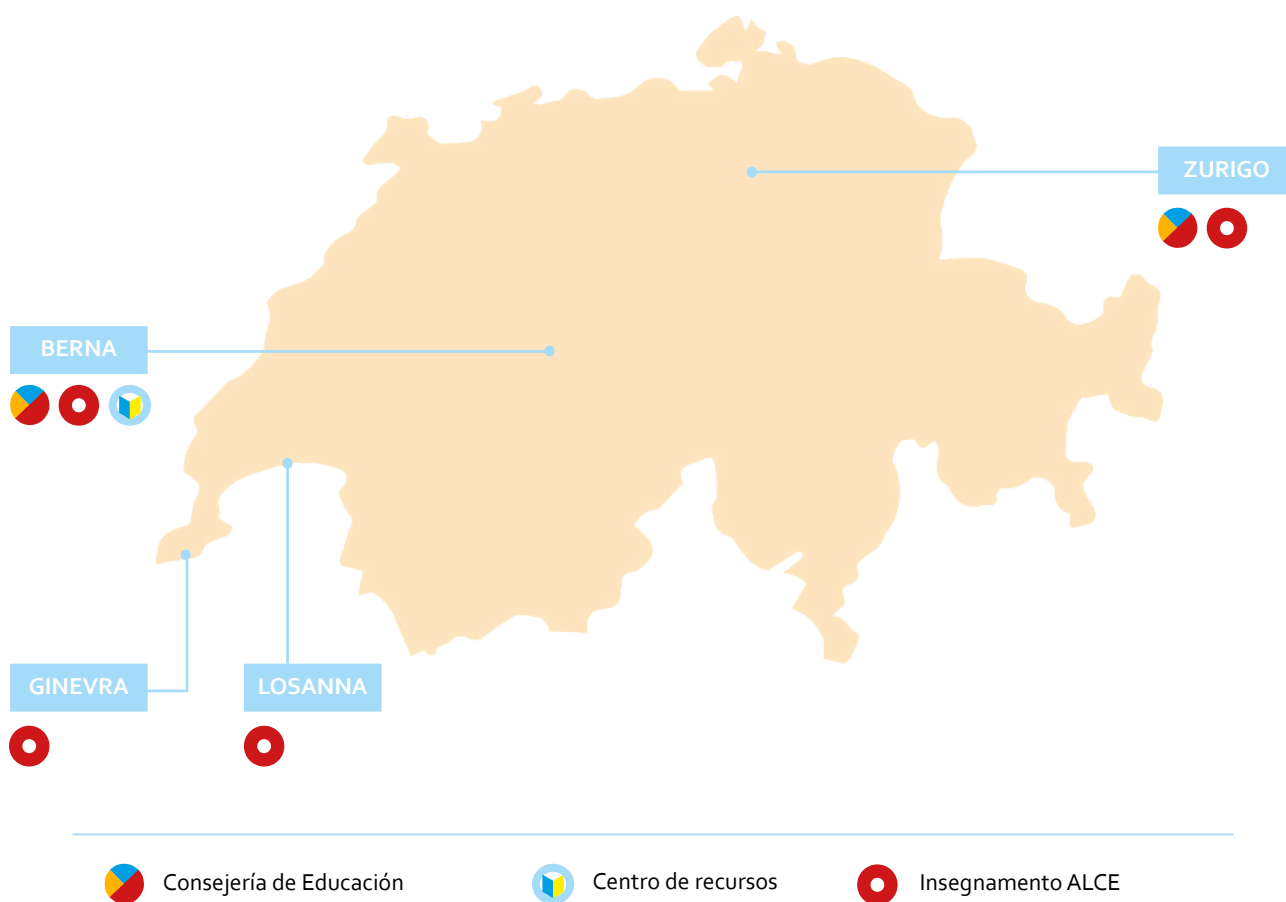 ZURIGO
BERNA
GINEVRA
LOSANNA
Consejería de Educación
Centro de recursos
Insegnamento ALCE